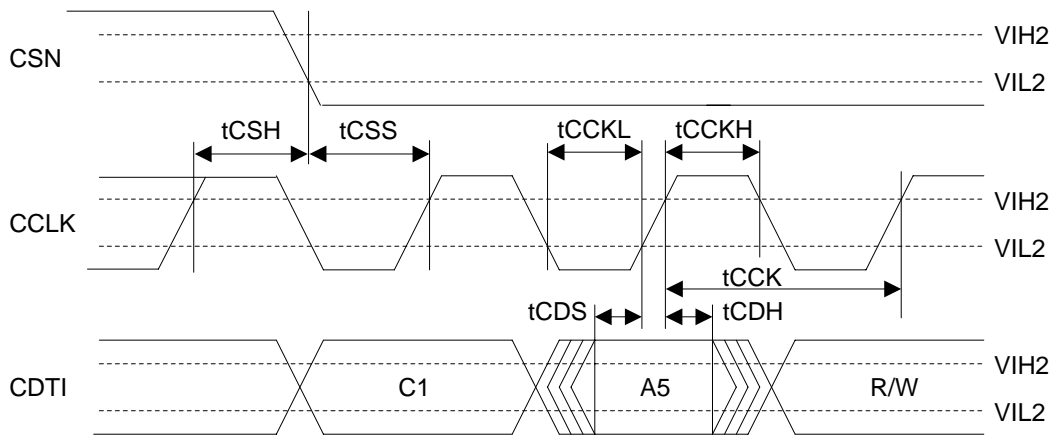 CSN
VIH2
VIL2
tCSH
tCSS
tCCKL
tCCKH
CCLK
VIH2
VIL2
tCCK
tCDS
tCDH
CDTI
C1
A5
R/W
VIH2
VIL2